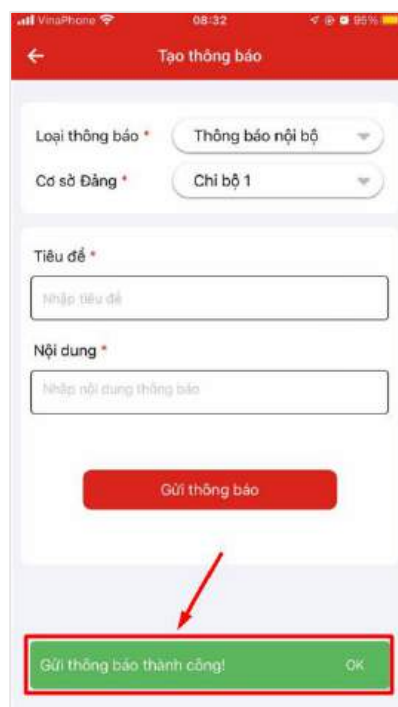 VinaPhone 08:32 95%
Tạo thông báo
Loại thông báo * Thông báo nội bộ
Cơ sở Đảng * Chi bộ 1
Tiêu đề *
Nhập tiêu đề
Nội dung *
Nhập nội dung thông báo
Gửi thông báo
Gửi thông báo thành công! OK